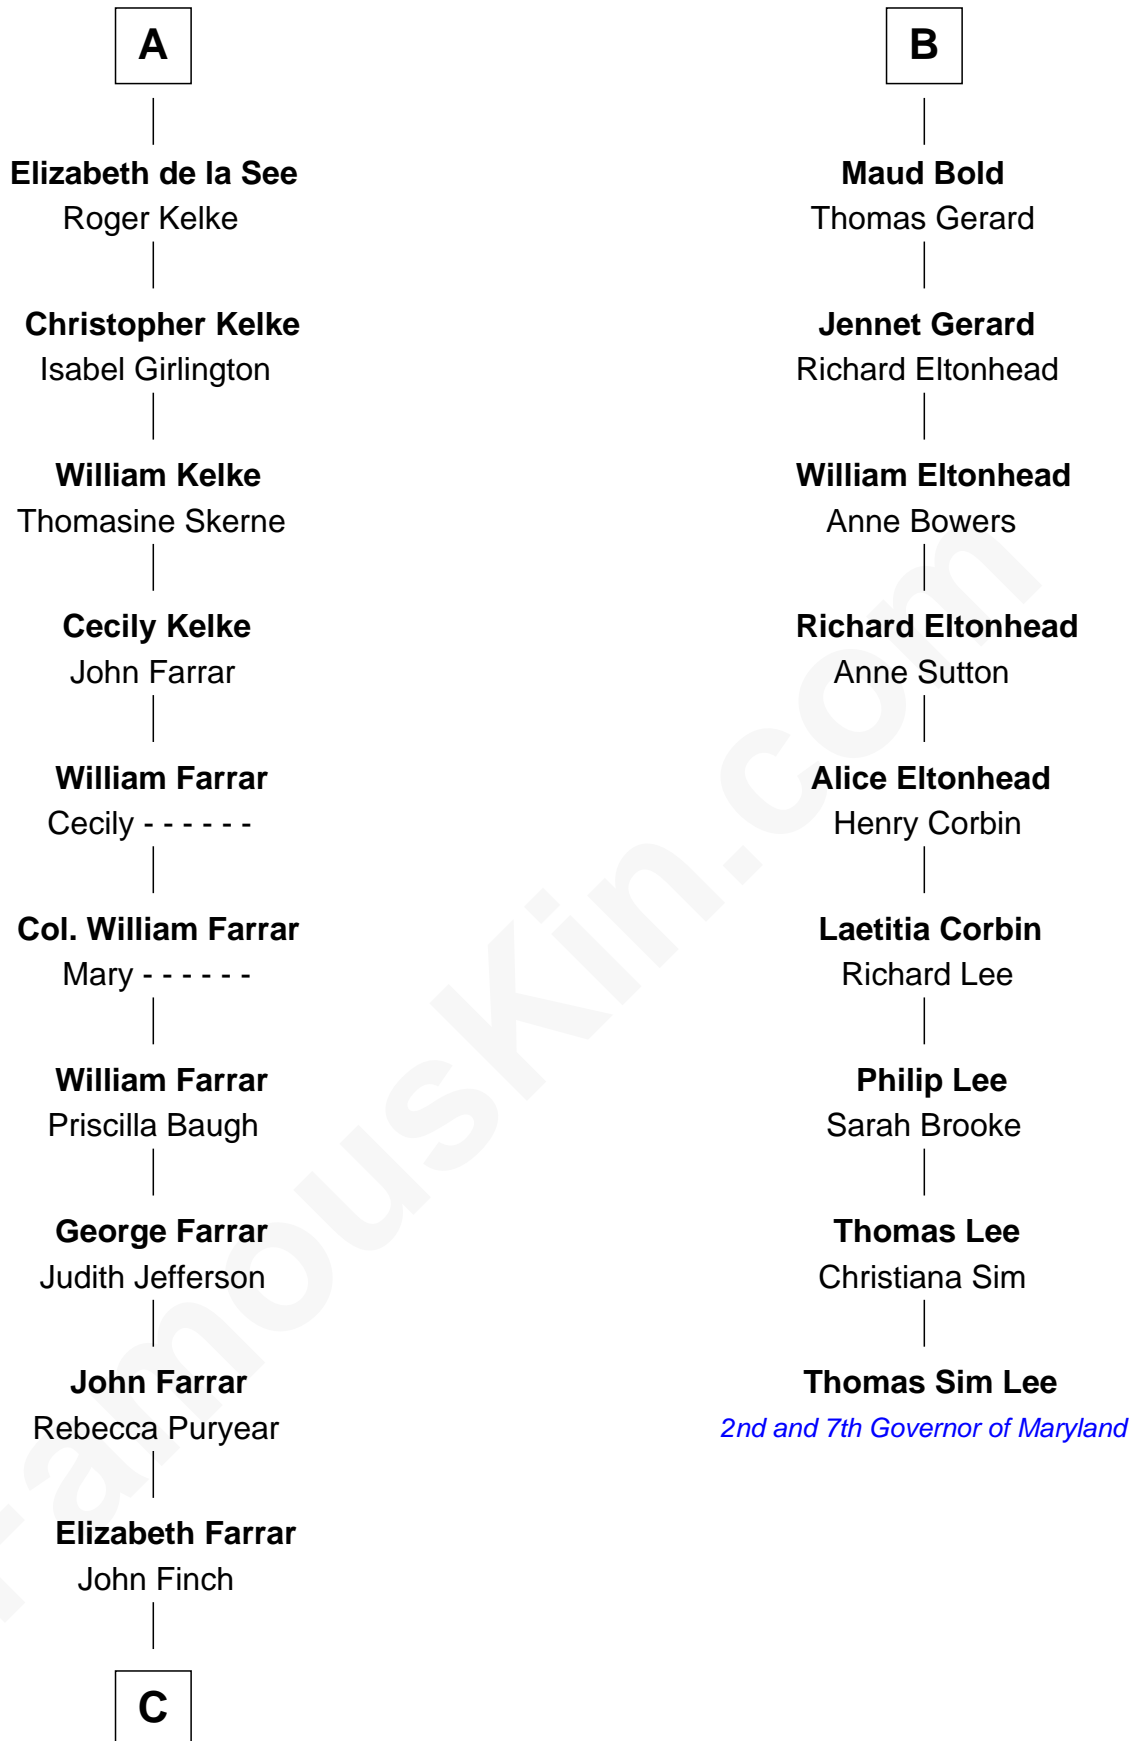 A
Elizabeth de la See
Roger Kelke
Christopher Kelke
Isabel Girlington
William Kelke
Thomasine Skerne
Cecily Kelke
John Farrar
William Farrar
Cecily - - - - - -
Col. William Farrar
Mary - - - - - -
William Farrar
Priscilla Baugh
George Farrar
Judith Jefferson
John Farrar
Rebecca Puryear
Elizabeth Farrar
John Finch
C
B
Maud Bold
Thomas Gerard
Jennet Gerard
Richard Eltonhead
William Eltonhead
Anne Bowers
Richard Eltonhead
Anne Sutton
Alice Eltonhead
Henry Corbin
Laetitia Corbin
Richard Lee
Philip Lee
Sarah Brooke
Thomas Lee
Christiana Sim
Thomas Sim Lee
2nd and 7th Governor of Maryland
FamousKin.com